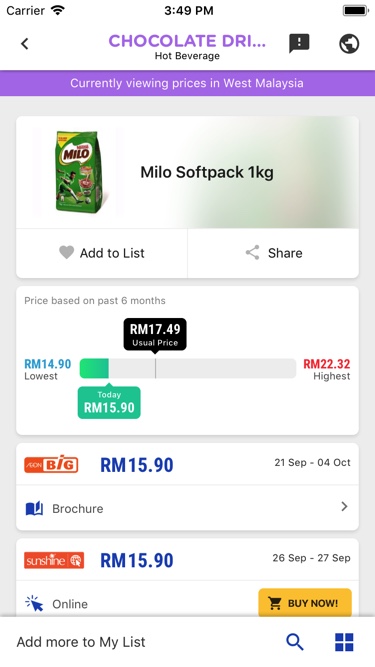 Carrier 3:49 PM
CHOCOLATE DRI...
Hot Beverage
Currently viewing prices in West Malaysia
MILO
Milo Softpack 1kg
Add to List
Share
Price based on past 6 months
RM17.49
Usual Price
RM14.90
Lowest
RM22.32
Highest
Today
RM15.90
AEON BiG
RM15.90
21 Sep - 04 Oct
Brochure
sunshine
RM15.90
26 Sep - 27 Sep
Online
BUY NOW!
Add more to My List